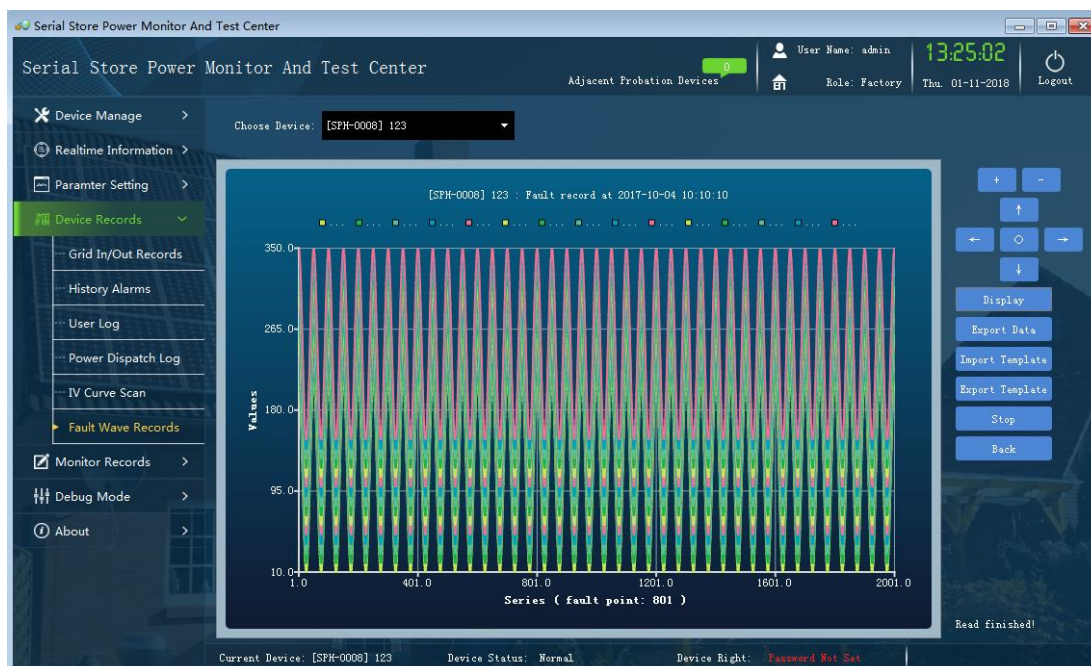 Serial Store Power Monitor And Test Center
Serial Store Power Monitor And Test Center
0
Adjacent Probation Devices
User Name: admin
Role: Factory
13:25:02
Thu. 01-11-2018
Logout
Device Manage
Realtime Information
Paramter Setting
Device Records
Grid In/Out Records
History Alarms
User Log
Power Dispatch Log
IV Curve Scan
Fault Wave Records
Monitor Records
Debug Mode
About
Choose Device: [SPH-0008] 123
[SPH-0008] 123 : Fault record at 2017-10-04 10:10:10
... ... ... ... ... ... ... ... ... ... ... ... ... ... ...
350.0
265.0
180.0
95.0
10.0
Values
1.0 401.0 801.0 1201.0 1601.0 2001.0
Series ( fault point: 801 )
+ -
↑
← ◇ →
↓
Display
Export Data
Import Template
Export Template
Stop
Back
Read finished!
Current Device: [SPH-0008] 123 Device Status: Normal Device Right: Password Not Set